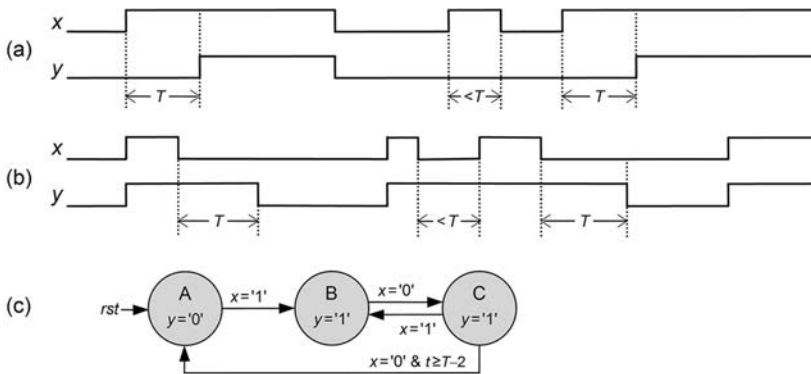 x
(a)
y
T
<T
T
x
(b)
y
T
<T
T
(c)
rst
A
y='0'
x='1'
B
y='1'
x='0'
x='1'
C
y='1'
x='0' & t≥T–2